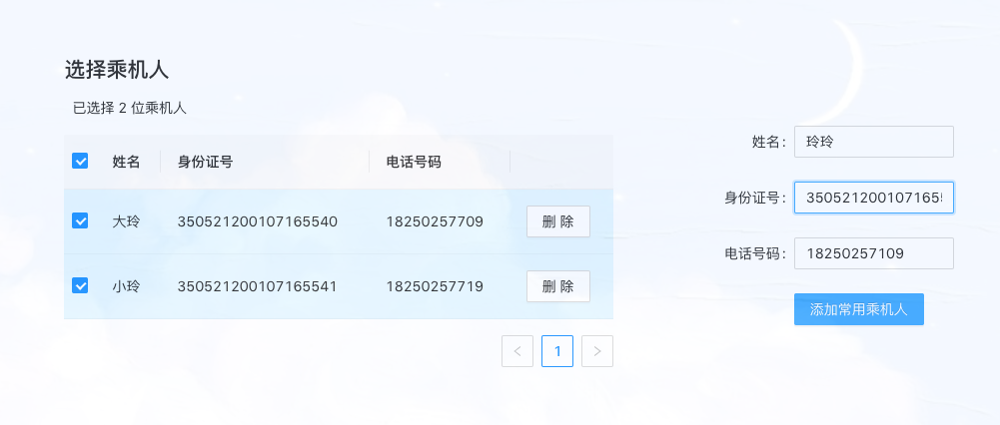 选择乘机人
已选择 2 位乘机人
姓名 身份证号 电话号码
大玲 350521200107165540 18250257709 删 除
小玲 350521200107165541 18250257719 删 除
1
姓名: 玲玲
身份证号: 350521200107165
电话号码: 18250257109
添加常用乘机人